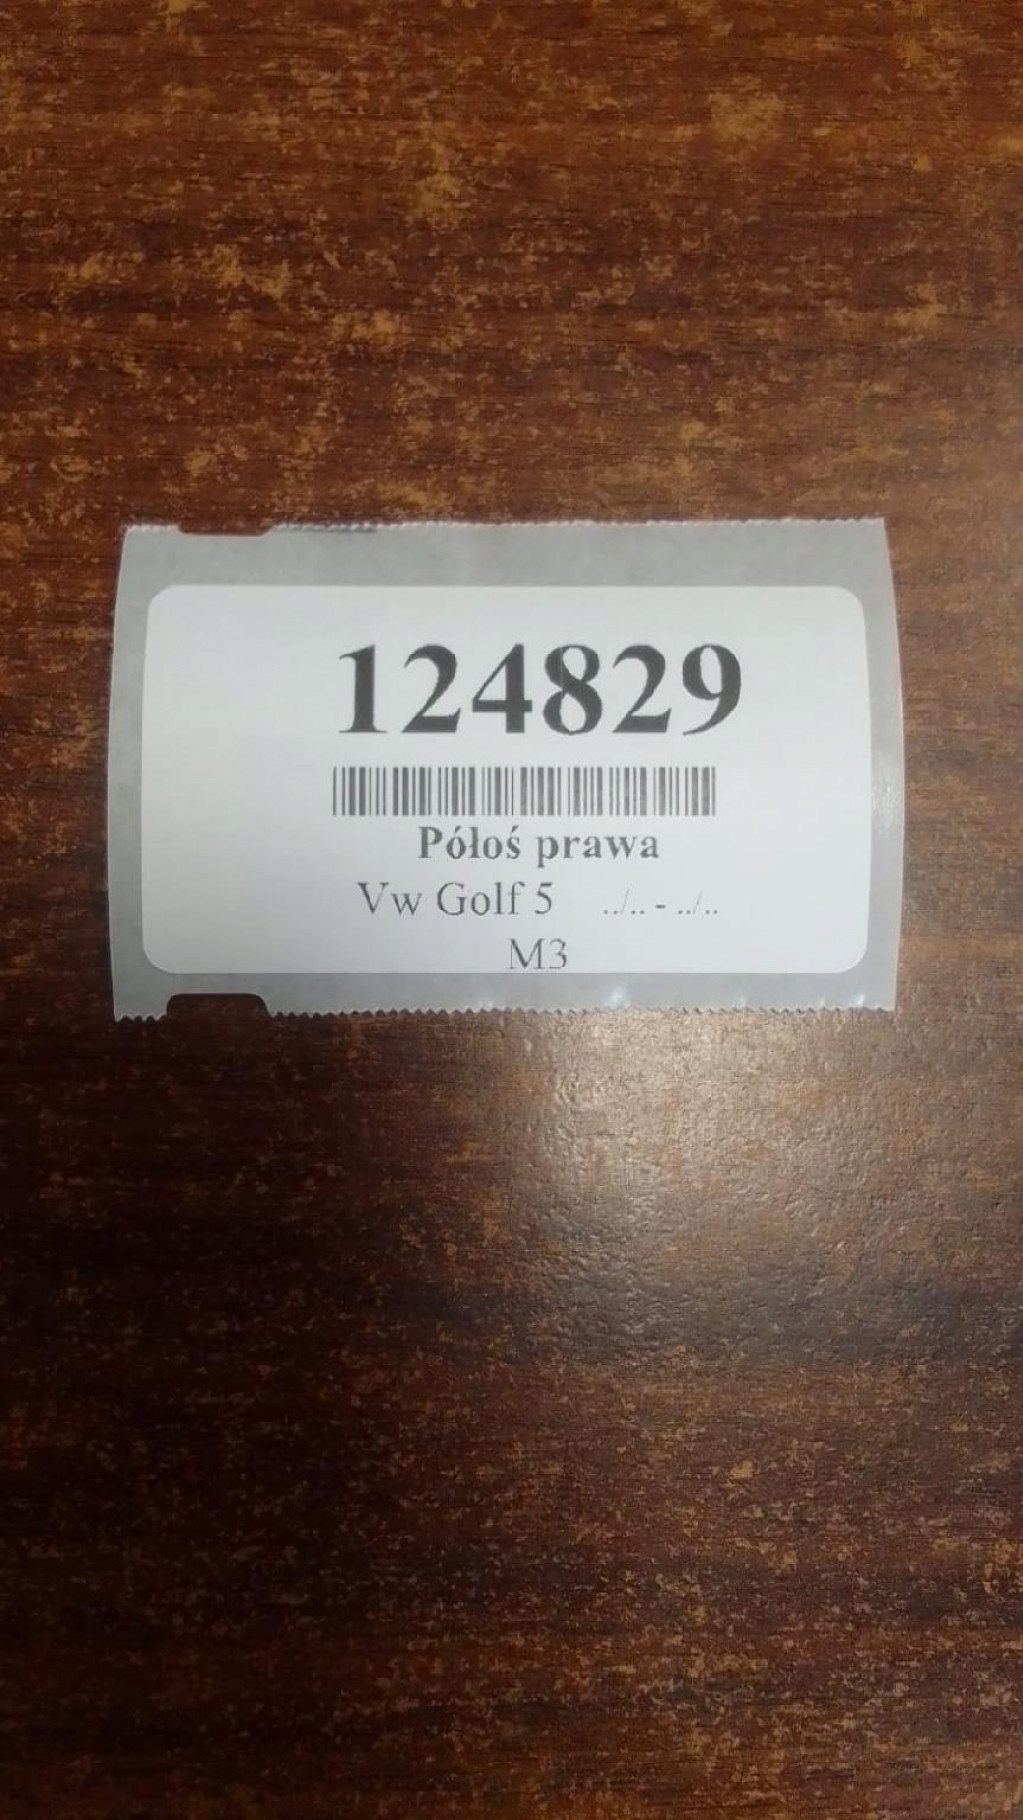 124829
Półoś prawa
Vw Golf 5 ../.. - ../..
M3